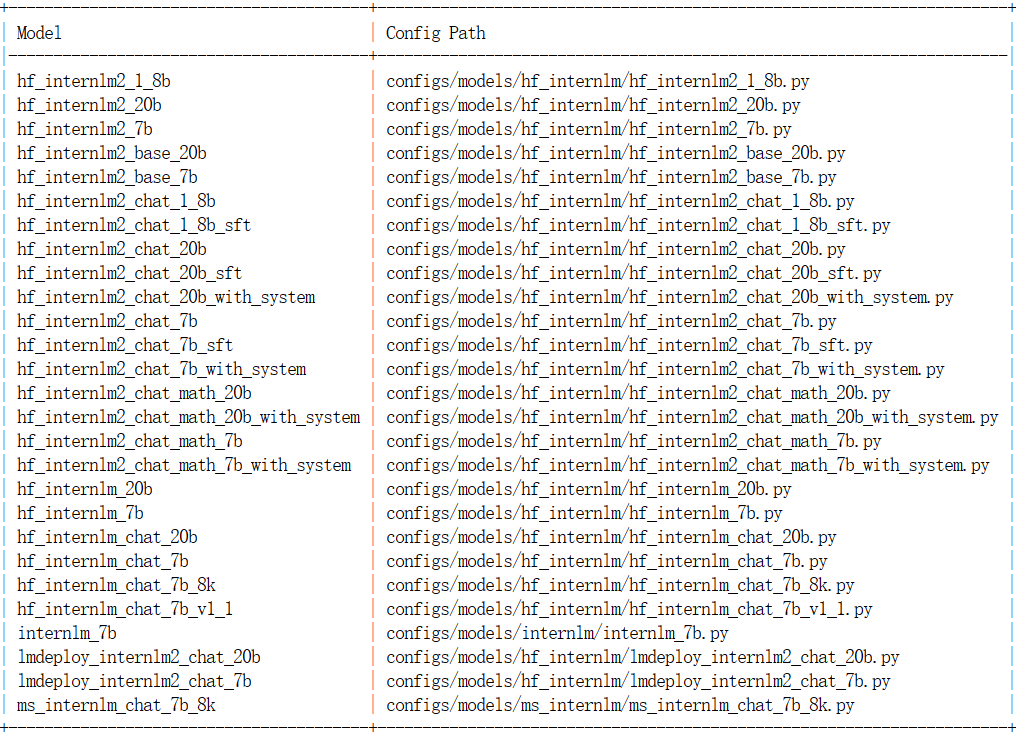 Model Config Path
hf_internlm2_1_8b configs/models/hf_internlm/hf_internlm2_1_8b.py
hf_internlm2_20b configs/models/hf_internlm/hf_internlm2_20b.py
hf_internlm2_7b configs/models/hf_internlm/hf_internlm2_7b.py
hf_internlm2_base_20b configs/models/hf_internlm/hf_internlm2_base_20b.py
hf_internlm2_base_7b configs/models/hf_internlm/hf_internlm2_base_7b.py
hf_internlm2_chat_1_8b configs/models/hf_internlm/hf_internlm2_chat_1_8b.py
hf_internlm2_chat_1_8b_sft configs/models/hf_internlm/hf_internlm2_chat_1_8b_sft.py
hf_internlm2_chat_20b configs/models/hf_internlm/hf_internlm2_chat_20b.py
hf_internlm2_chat_20b_sft configs/models/hf_internlm/hf_internlm2_chat_20b_sft.py
hf_internlm2_chat_20b_with_system configs/models/hf_internlm/hf_internlm2_chat_20b_with_system.py
hf_internlm2_chat_7b configs/models/hf_internlm/hf_internlm2_chat_7b.py
hf_internlm2_chat_7b_sft configs/models/hf_internlm/hf_internlm2_chat_7b_sft.py
hf_internlm2_chat_7b_with_system configs/models/hf_internlm/hf_internlm2_chat_7b_with_system.py
hf_internlm2_chat_math_20b configs/models/hf_internlm/hf_internlm2_chat_math_20b.py
hf_internlm2_chat_math_20b_with_system configs/models/hf_internlm/hf_internlm2_chat_math_20b_with_system.py
hf_internlm2_chat_math_7b configs/models/hf_internlm/hf_internlm2_chat_math_7b.py
hf_internlm2_chat_math_7b_with_system configs/models/hf_internlm/hf_internlm2_chat_math_7b_with_system.py
hf_internlm_20b configs/models/hf_internlm/hf_internlm_20b.py
hf_internlm_7b configs/models/hf_internlm/hf_internlm_7b.py
hf_internlm_chat_20b configs/models/hf_internlm/hf_internlm_chat_20b.py
hf_internlm_chat_7b configs/models/hf_internlm/hf_internlm_chat_7b.py
hf_internlm_chat_7b_8k configs/models/hf_internlm/hf_internlm_chat_7b_8k.py
hf_internlm_chat_7b_v1_1 configs/models/hf_internlm/hf_internlm_chat_7b_v1_1.py
internlm_7b configs/models/internlm/internlm_7b.py
lmdeploy_internlm2_chat_20b configs/models/hf_internlm/lmdeploy_internlm2_chat_20b.py
lmdeploy_internlm2_chat_7b configs/models/hf_internlm/lmdeploy_internlm2_chat_7b.py
ms_internlm_chat_7b_8k configs/models/ms_internlm/ms_internlm_chat_7b_8k.py